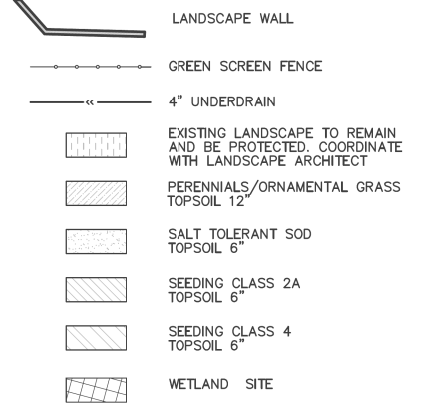 LANDSCAPE WALL
GREEN SCREEN FENCE
<< 4" UNDERDRAIN
EXISTING LANDSCAPE TO REMAIN
AND BE PROTECTED. COORDINATE
WITH LANDSCAPE ARCHITECT
PERENNIALS/ORNAMENTAL GRASS
TOPSOIL 12"
SALT TOLERANT SOD
TOPSOIL 6"
SEEDING CLASS 2A
TOPSOIL 6"
SEEDING CLASS 4
TOPSOIL 6"
WETLAND SITE